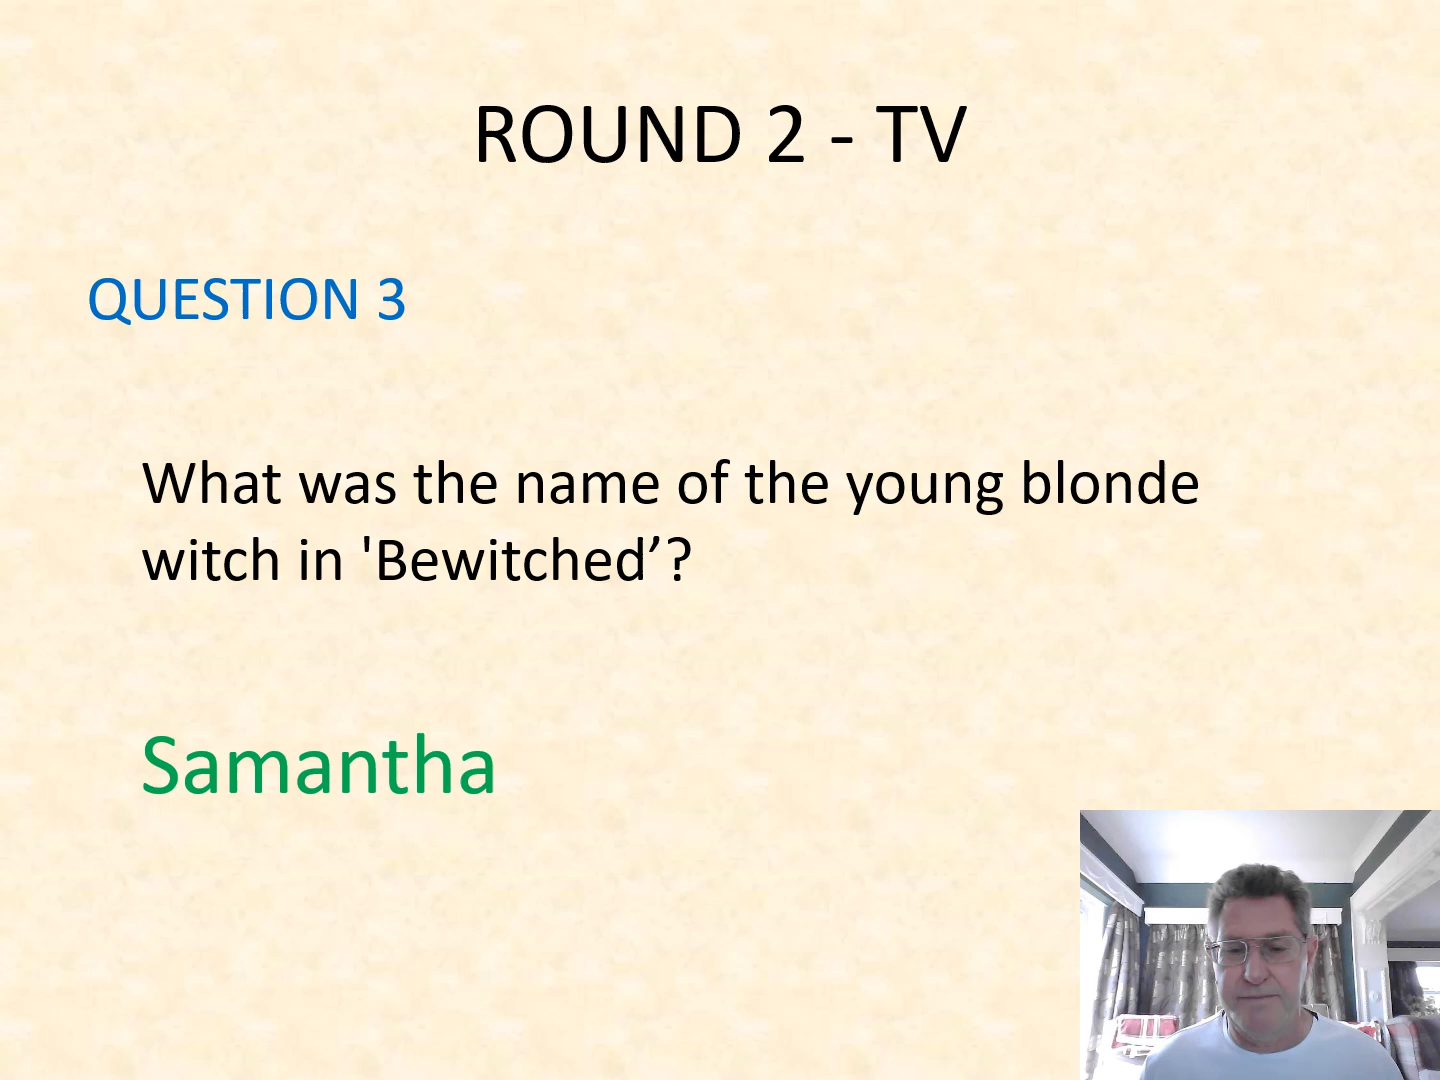 ROUND 2 - TV
QUESTION 3
What was the name of the young blonde
witch in 'Bewitched’?
Samantha